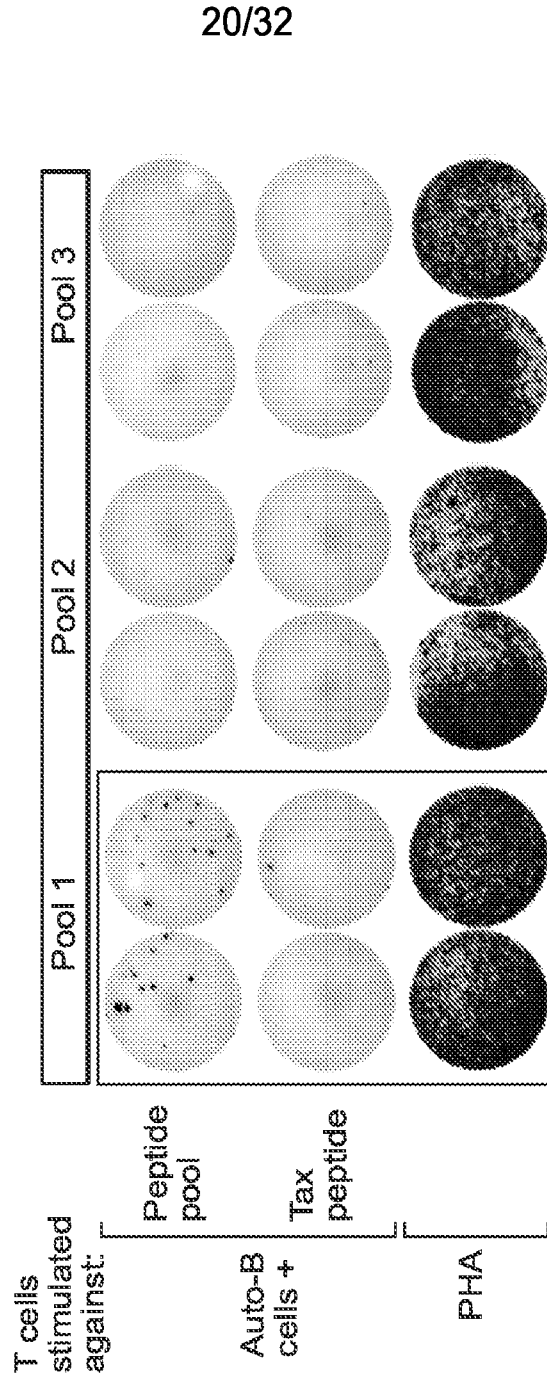 20/32
T cells
stimulated
against:
Pool 1
Pool 2
Pool 3
Auto-B
cells +
Peptide
pool
Tax
peptide
PHA